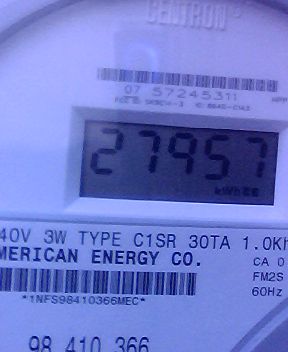 CENTRON®
07 57245311
27957
kWh
40V 3W TYPE C1SR 30TA 1.0Kh
MERICAN ENERGY CO.
CA 0
FM2S
*1NFS98410366MEC*
60Hz
98 410 366